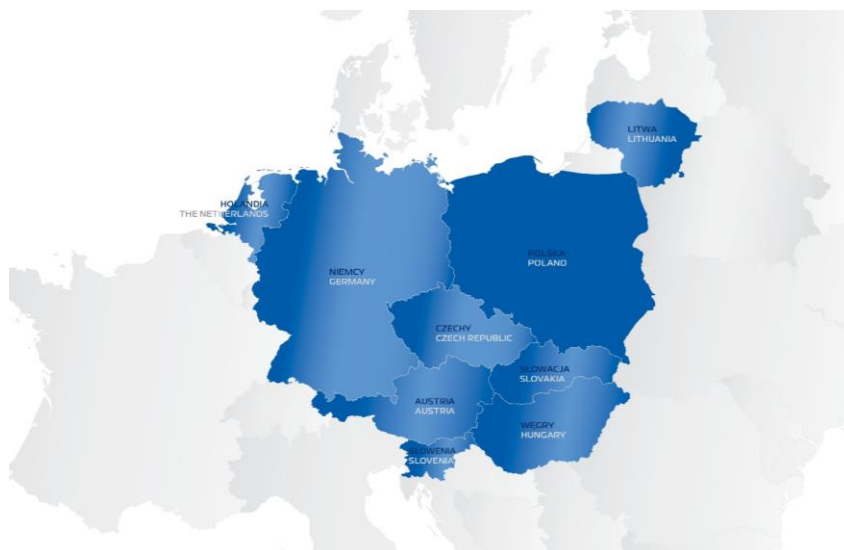 LITWA
LITHUANIA
HOLANDIA
THE NETHERLANDS
POLSKA
POLAND
NIEMCY
GERMANY
CZECHY
CZECH REPUBLIC
SŁOWACJA
SLOVAKIA
AUSTRIA
AUSTRIA
WĘGRY
HUNGARY
SŁOWENIA
SLOVENIA